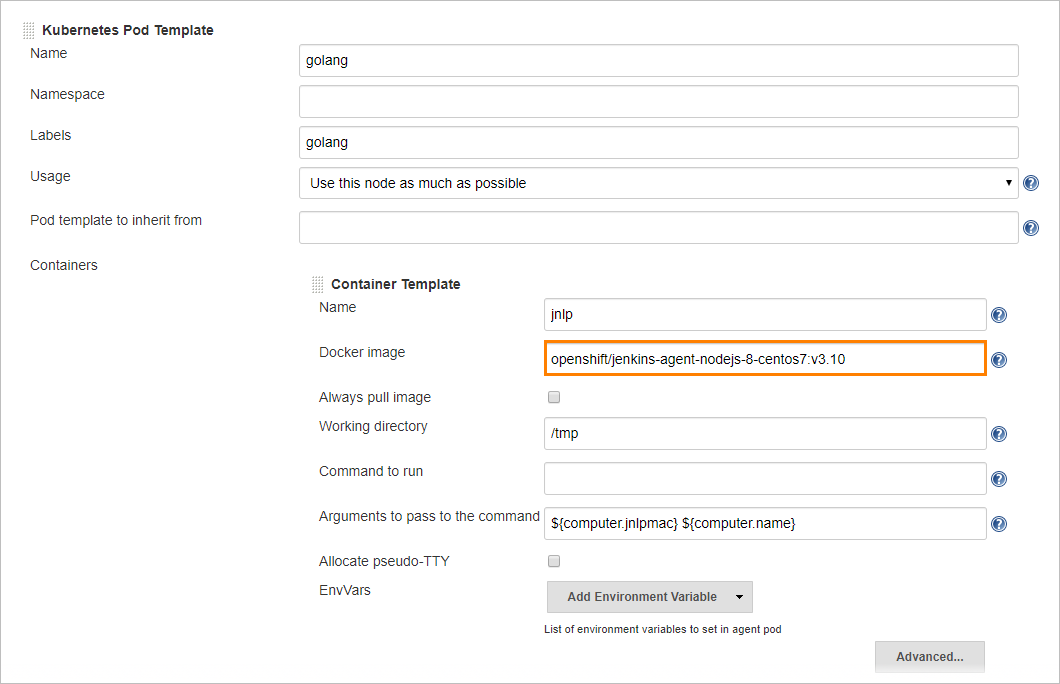 Kubernetes Pod Template
Name
golang
Namespace
Labels
golang
Usage
Use this node as much as possible
Pod template to inherit from
Containers
Container Template
Name
jnlp
Docker image
openshift/jenkins-agent-nodejs-8-centos7:v3.10
Always pull image
Working directory
/tmp
Command to run
Arguments to pass to the command
${computer.jnlpmac} ${computer.name}
Allocate pseudo-TTY
EnvVars
Add Environment Variable
List of environment variables to set in agent pod
Advanced...